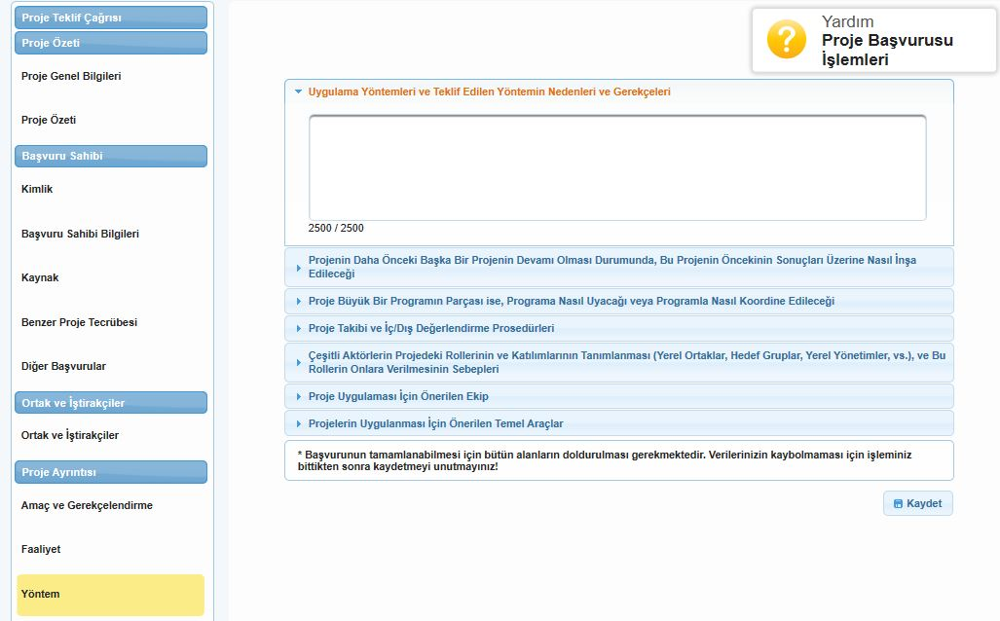 Proje Teklif Çağrısı
Proje Özeti
Proje Genel Bilgileri
Proje Özeti
Başvuru Sahibi
Kimlik
Başvuru Sahibi Bilgileri
Kaynak
Benzer Proje Tecrübesi
Diğer Başvurular
Ortak ve İştirakçiler
Ortak ve İştirakçiler
Proje Ayrıntısı
Amaç ve Gerekçelendirme
Faaliyet
Yöntem
?
Yardım
Proje Başvurusu
İşlemleri
Uygulama Yöntemleri ve Teklif Edilen Yöntemin Nedenleri ve Gerekçeleri
2500 / 2500
Projenin Daha Önceki Başka Bir Projenin Devamı Olması Durumunda, Bu Projenin Öncekinin Sonuçları Üzerine Nasıl İnşa
Edileceği
Proje Büyük Bir Programın Parçası ise, Programa Nasıl Uyacağı veya Programla Nasıl Koordine Edileceği
Proje Takibi ve İç/Dış Değerlendirme Prosedürleri
Çeşitli Aktörlerin Projedeki Rollerinin ve Katılımlarının Tanımlanması (Yerel Ortaklar, Hedef Gruplar, Yerel Yönetimler, vs.), ve Bu
Rollerin Onlara Verilmesinin Sebepleri
Proje Uygulaması İçin Önerilen Ekip
Projelerin Uygulanması İçin Önerilen Temel Araçlar
* Başvurunun tamamlanabilmesi için bütün alanların doldurulması gerekmektedir. Verilerinizin kaybolmaması için işleminiz
bittikten sonra kaydetmeyi unutmayınız!
Kaydet